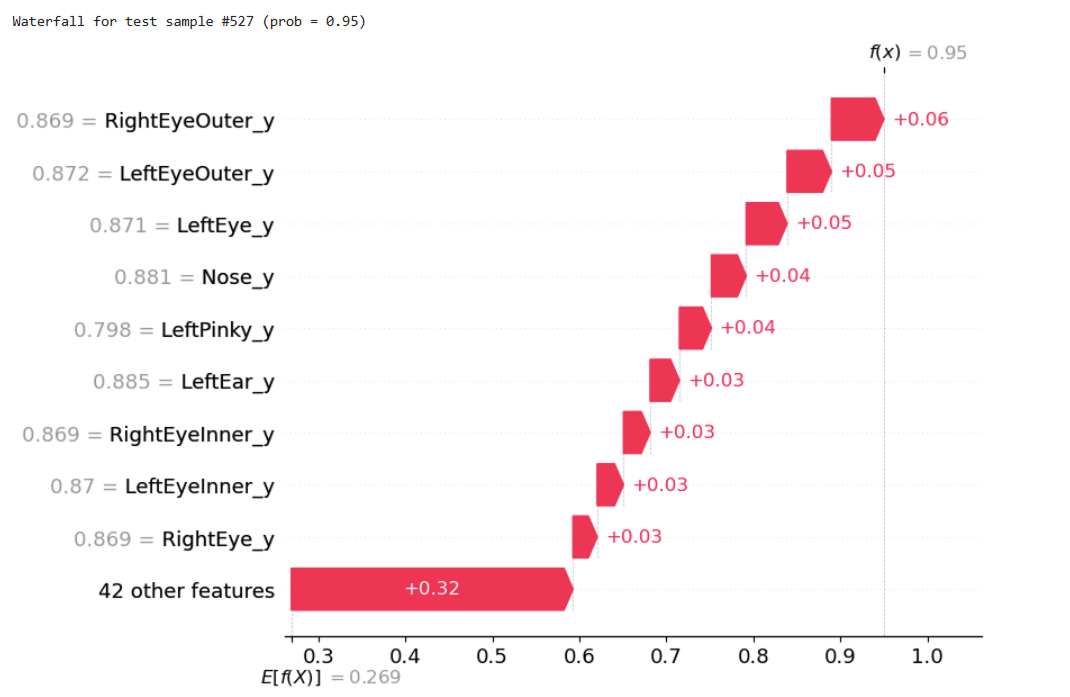 Waterfall for test sample #527 (prob = 0.95)
f(x) = 0.95
0.869 = RightEyeOuter_y +0.06
0.872 = LeftEyeOuter_y +0.05
0.871 = LeftEye_y +0.05
0.881 = Nose_y +0.04
0.798 = LeftPinky_y +0.04
0.885 = LeftEar_y +0.03
0.869 = RightEyeInner_y +0.03
0.87 = LeftEyeInner_y +0.03
0.869 = RightEye_y +0.03
42 other features +0.32
0.3 0.4 0.5 0.6 0.7 0.8 0.9 1.0
E[f(X)] = 0.269